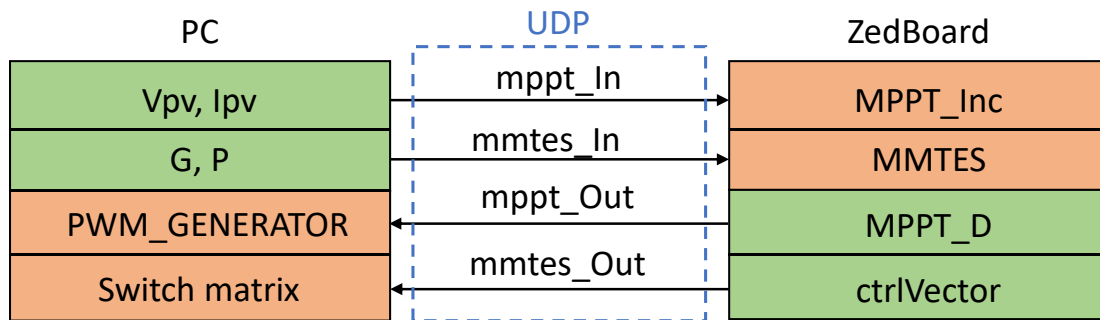 PC
UDP
ZedBoard
Vpv, Ipv
mppt_In
MPPT_Inc
G, P
mmtes_In
MMTES
PWM_GENERATOR
mppt_Out
MPPT_D
Switch matrix
mmtes_Out
ctrlVector